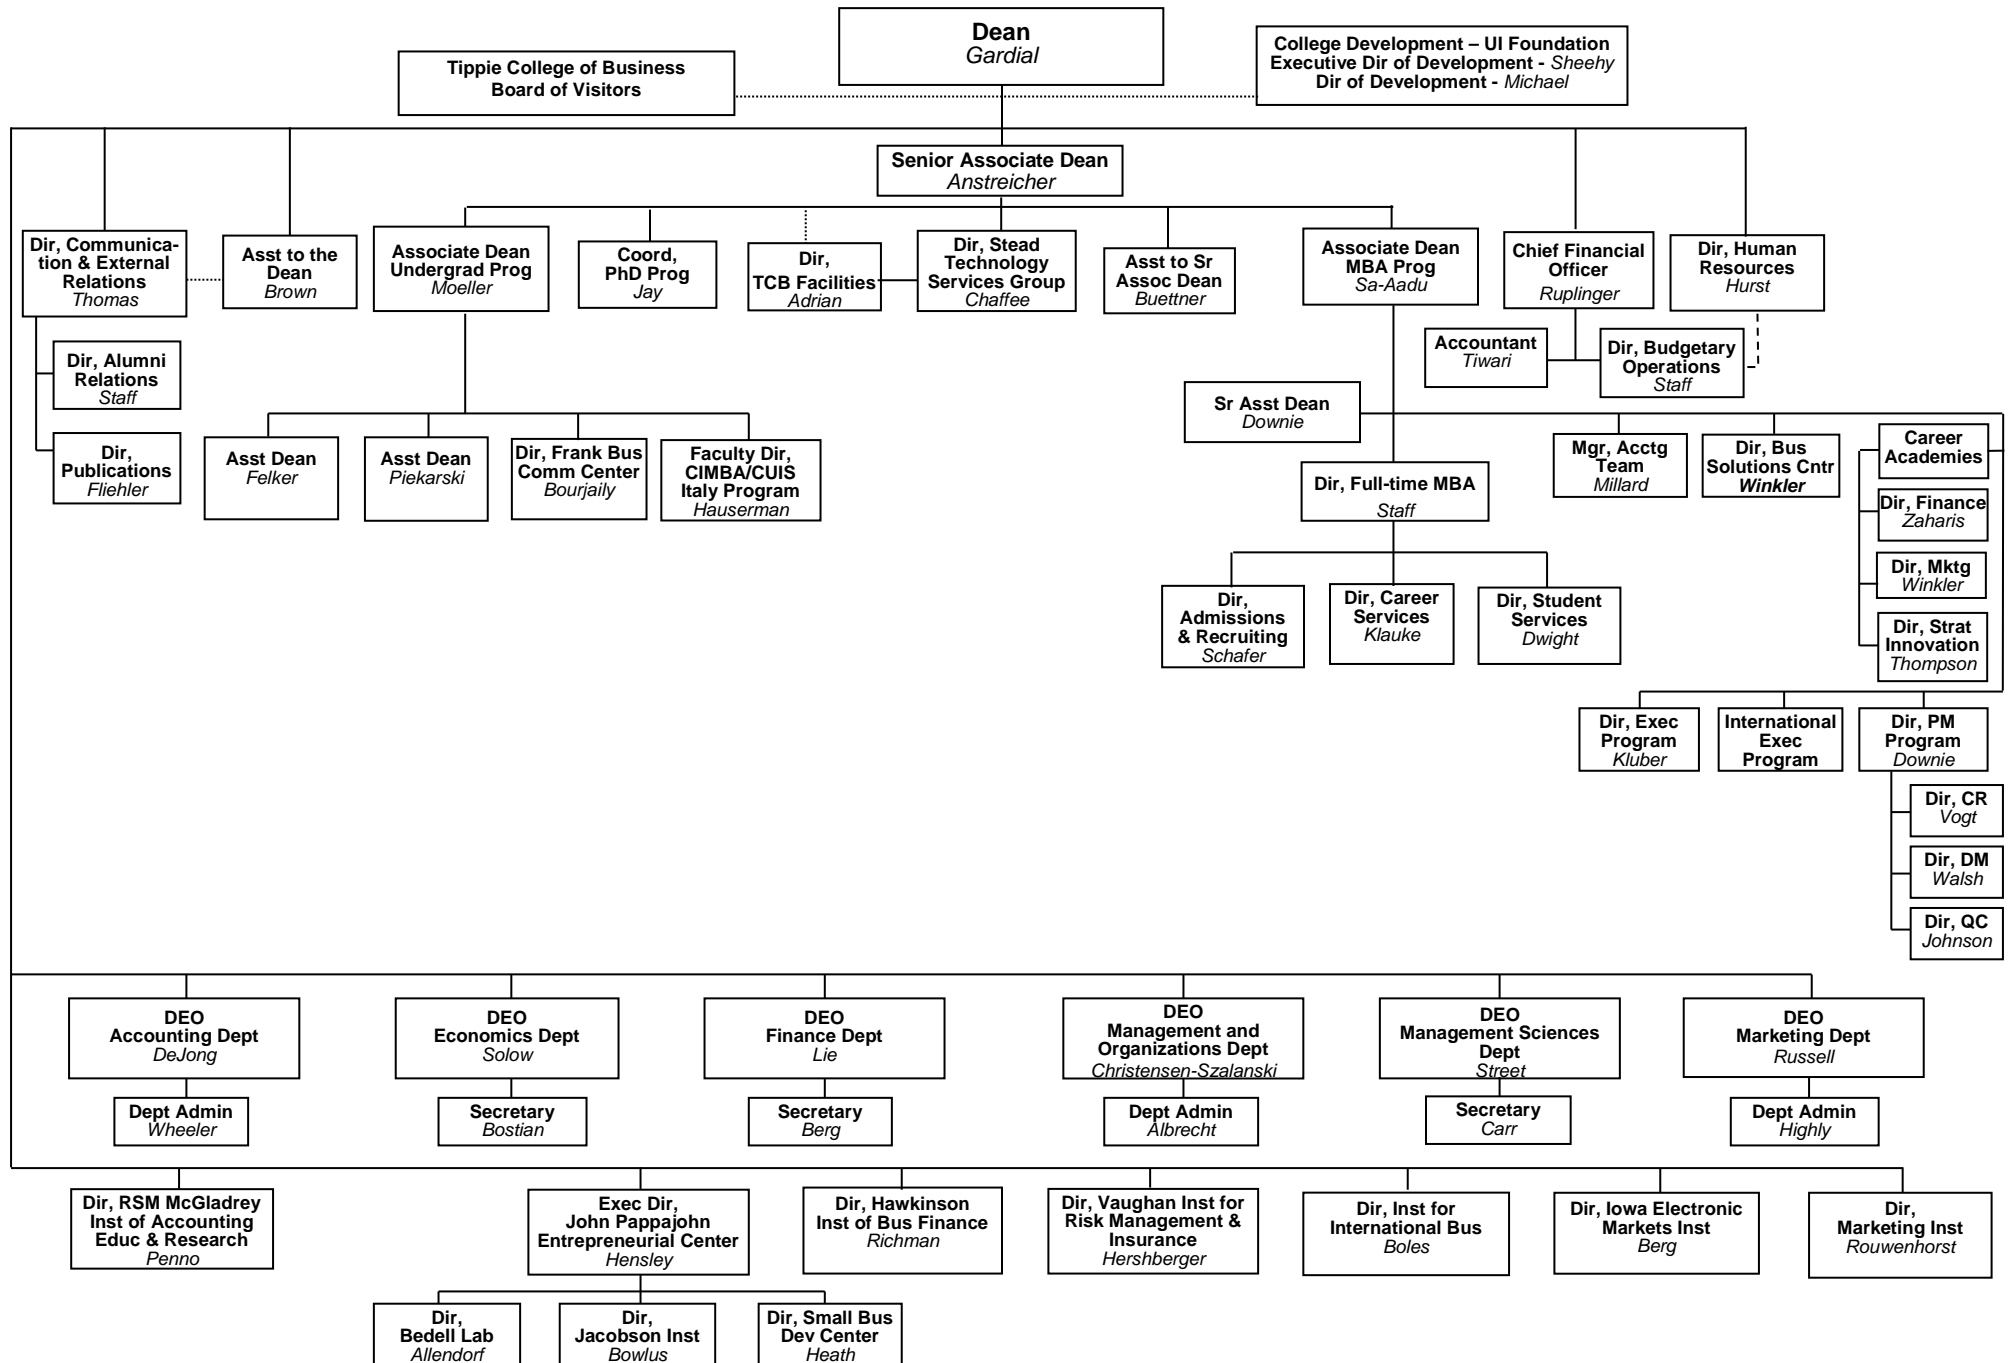 Dean
Gardial
Tippie College of Business
Board of Visitors
College Development – UI Foundation
Executive Dir of Development - Sheehy
Dir of Development - Michael
Senior Associate Dean
Anstreicher
Dir, Communica-
tion & External
Relations
Thomas
Asst to the
Dean
Brown
Associate Dean
Undergrad Prog
Moeller
Coord,
PhD Prog
Jay
Dir,
TCB Facilities
Adrian
Dir, Stead
Technology
Services Group
Chaffee
Asst to Sr
Assoc Dean
Buettner
Associate Dean
MBA Prog
Sa-Aadu
Chief Financial
Officer
Ruplinger
Dir, Human
Resources
Hurst
Dir, Alumni
Relations
Staff
Dir,
Publications
Fliehler
Accountant
Tiwari
Dir, Budgetary
Operations
Staff
Sr Asst Dean
Downie
Asst Dean
Felker
Asst Dean
Piekarski
Dir, Frank Bus
Comm Center
Bourjaily
Faculty Dir,
CIMBA/CUIS
Italy Program
Hauserman
Dir, Full-time MBA
Staff
Mgr, Acctg
Team
Millard
Dir, Bus
Solutions Cntr
Winkler
Career
Academies
Dir, Finance
Zaharis
Dir, Mktg
Winkler
Dir, Strat
Innovation
Thompson
Dir,
Admissions
& Recruiting
Schafer
Dir, Career
Services
Klauke
Dir, Student
Services
Dwight
Dir, Exec
Program
Kluber
International
Exec
Program
Dir, PM
Program
Downie
Dir, CR
Vogt
Dir, DM
Walsh
Dir, QC
Johnson
DEO
Accounting Dept
DeJong
DEO
Economics Dept
Solow
DEO
Finance Dept
Lie
DEO
Management and
Organizations Dept
Christensen-Szalanski
DEO
Management Sciences
Dept
Street
DEO
Marketing Dept
Russell
Dept Admin
Wheeler
Secretary
Bostian
Secretary
Berg
Dept Admin
Albrecht
Secretary
Carr
Dept Admin
Highly
Dir, RSM McGladrey
Inst of Accounting
Educ & Research
Penno
Exec Dir,
John Pappajohn
Entrepreneurial Center
Hensley
Dir, Hawkinson
Inst of Bus Finance
Richman
Dir, Vaughan Inst for
Risk Management &
Insurance
Hershberger
Dir, Inst for
International Bus
Boles
Dir, Iowa Electronic
Markets Inst
Berg
Dir,
Marketing Inst
Rouwenhorst
Dir,
Bedell Lab
Allendorf
Dir,
Jacobson Inst
Bowlus
Dir, Small Bus
Dev Center
Heath